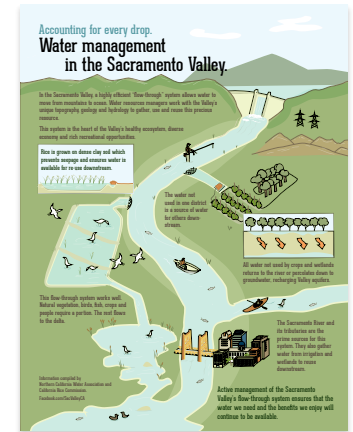 Accounting for every drop.
Water management
in the Sacramento Valley.
In the Sacramento Valley, a highly efficient "flow-through" system allows water to
move from mountains to ocean. Water resources managers work with the Valley's
unique topography, geology and hydrology to gather, use and reuse this precious
resource.
This system is the heart of the Valley's healthy ecosystem, diverse
economy and rich recreational opportunities.
Rice is grown on dense clay soil which
prevents seepage and ensures water is
available for re-use downstream.
The water not
used in one district
is a source of water
for others down-
stream.
All water not used by crops and wetlands
returns to the river or percolates down to
groundwater, recharging Valley aquifers.
This flow-through system works well.
Natural vegetation, birds, fish, crops and
people require a portion. The rest flows
to the delta.
The Sacramento River and
its tributaries are the
prime sources for this
system. They also gather
water from irrigation and
wetlands to reuse
downstream.
Information compiled by
Northern California Water Association and
California Rice Commission.
Facebook.com/SacValleyCA
Active management of the Sacramento
Valley's flow-through system ensures that the
water we need and the benefits we enjoy will
continue to be available.